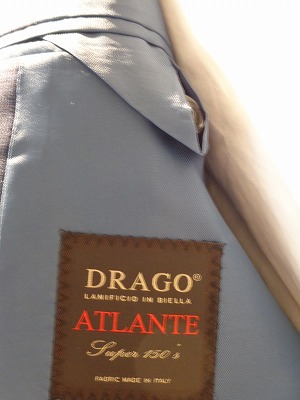 DRAGO®
LANIFICIO IN BIELLA
ATLANTE
Super 150's
FABRIC MADE IN ITALY